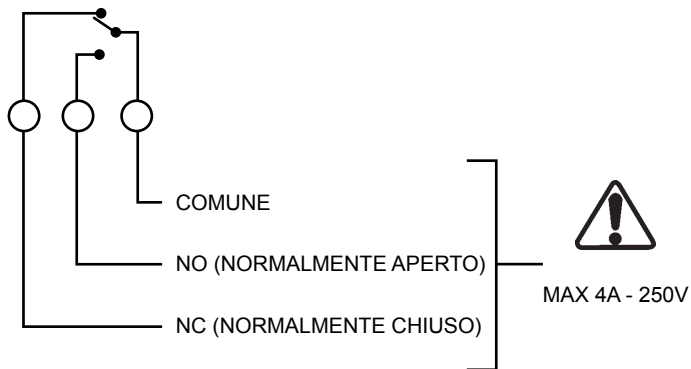 COMUNE
NO (NORMALMENTE APERTO)
NC (NORMALMENTE CHIUSO)
MAX 4A - 250V